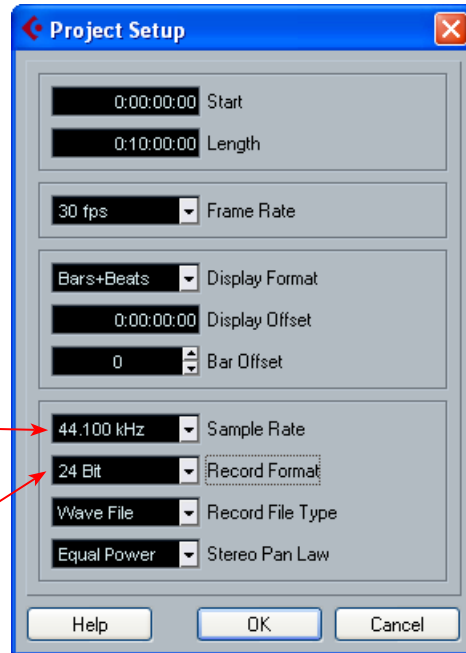 Project Setup
0:00:00:00 Start
0:10:00:00 Length
30 fps Frame Rate
Bars+Beats Display Format
0:00:00:00 Display Offset
0 Bar Offset
44.100 kHz Sample Rate
24 Bit Record Format
Wave File Record File Type
Equal Power Stereo Pan Law
Help OK Cancel